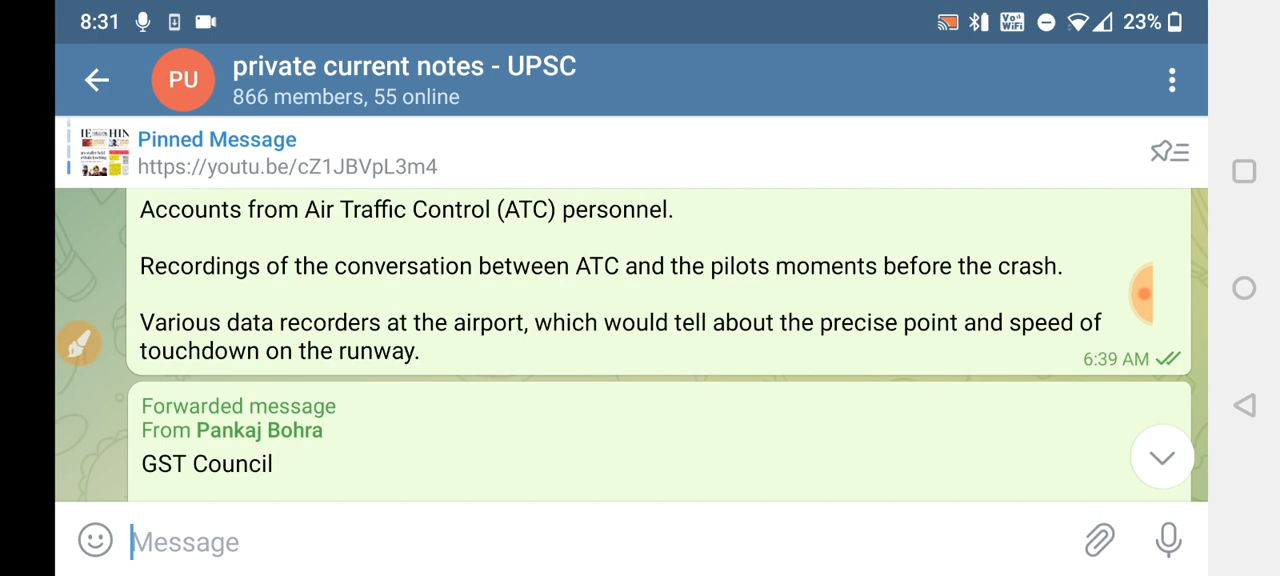 8:31
Vo
WiFi
23%
PU
private current notes - UPSC
866 members, 55 online
Pinned Message
https://youtu.be/cZ1JBVpL3m4
Accounts from Air Traffic Control (ATC) personnel.
Recordings of the conversation between ATC and the pilots moments before the crash.
Various data recorders at the airport, which would tell about the precise point and speed of
touchdown on the runway.
6:39 AM
Forwarded message
From Pankaj Bohra
GST Council
Message